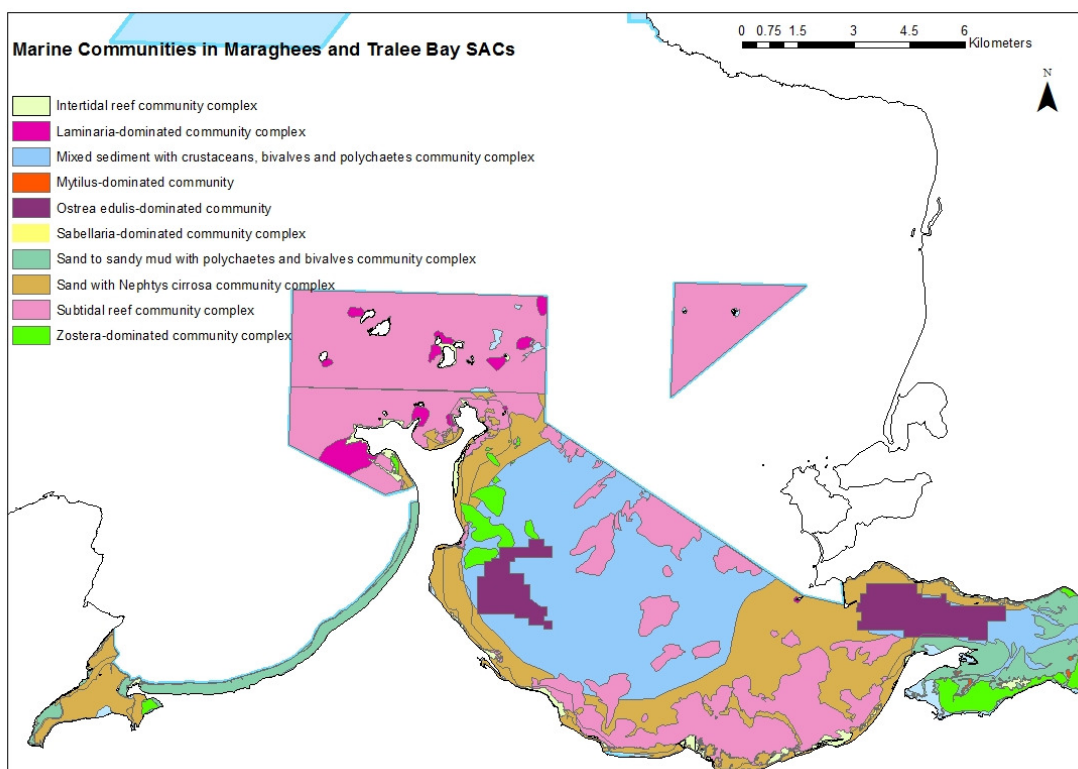 Marine Communities in Maraghees and Tralee Bay SACs
0 0.75 1.5 3 4.5 6
Kilometers
N
Intertidal reef community complex
Laminaria-dominated community complex
Mixed sediment with crustaceans, bivalves and polychaetes community complex
Mytilus-dominated community
Ostrea edulis-dominated community
Sabellaria-dominated community complex
Sand to sandy mud with polychaetes and bivalves community complex
Sand with Nephtys cirrosa community complex
Subtidal reef community complex
Zostera-dominated community complex